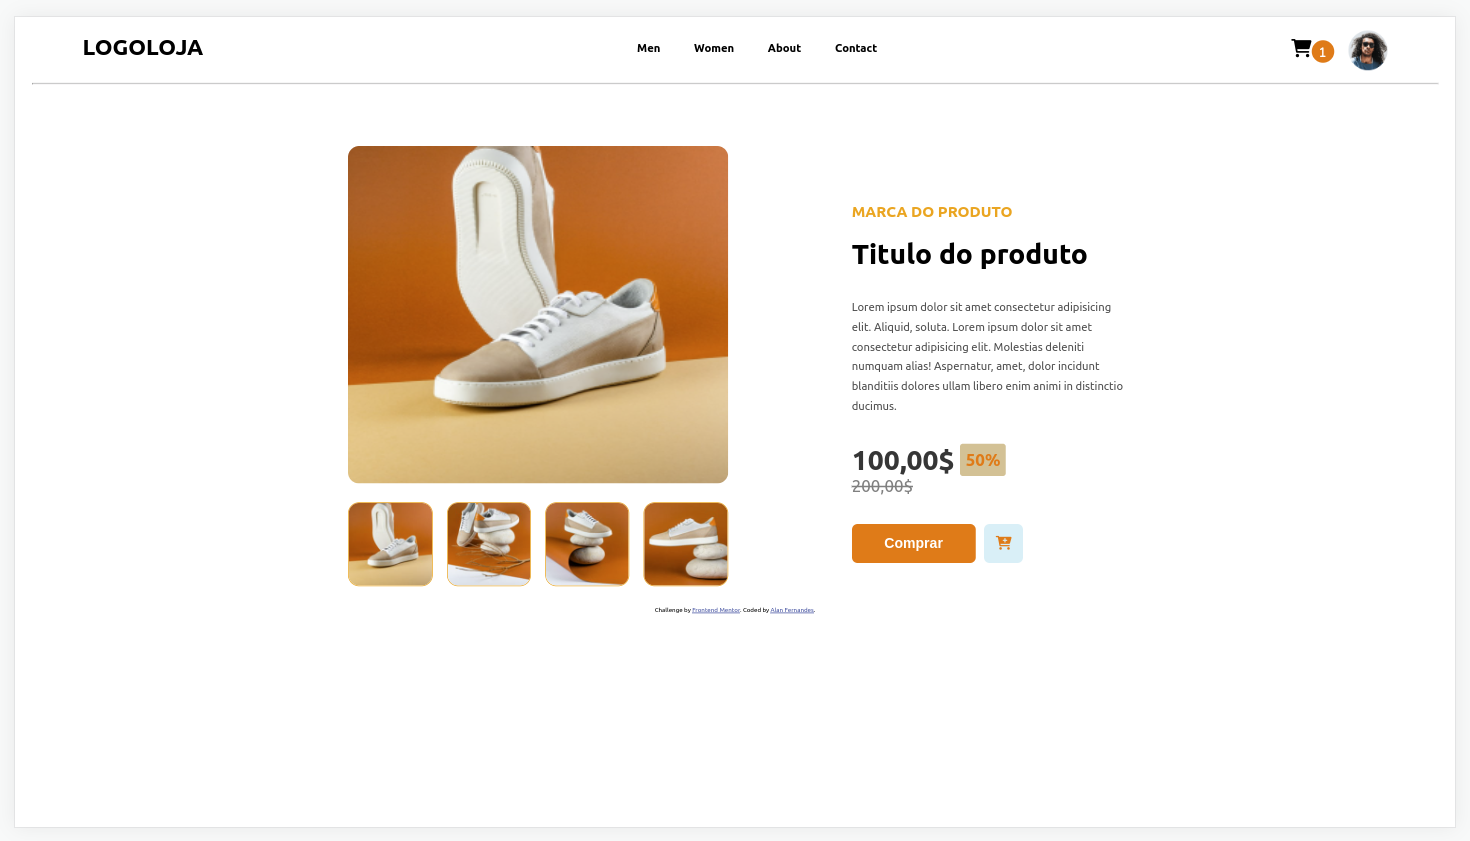 LOGOLOJA
Men Women About Contact
1
MARCA DO PRODUTO
Titulo do produto
Lorem ipsum dolor sit amet consectetur adipisicing
elit. Aliquid, soluta. Lorem ipsum dolor sit amet
consectetur adipisicing elit. Molestias deleniti
numquam alias! Aspernatur, amet, dolor incidunt
blanditiis dolores ullam libero enim animi in distinctio
ducimus.
100,00$ 50%
200,00$
Comprar
Challenge by Frontend Mentor. Coded by Alan Fernandes.